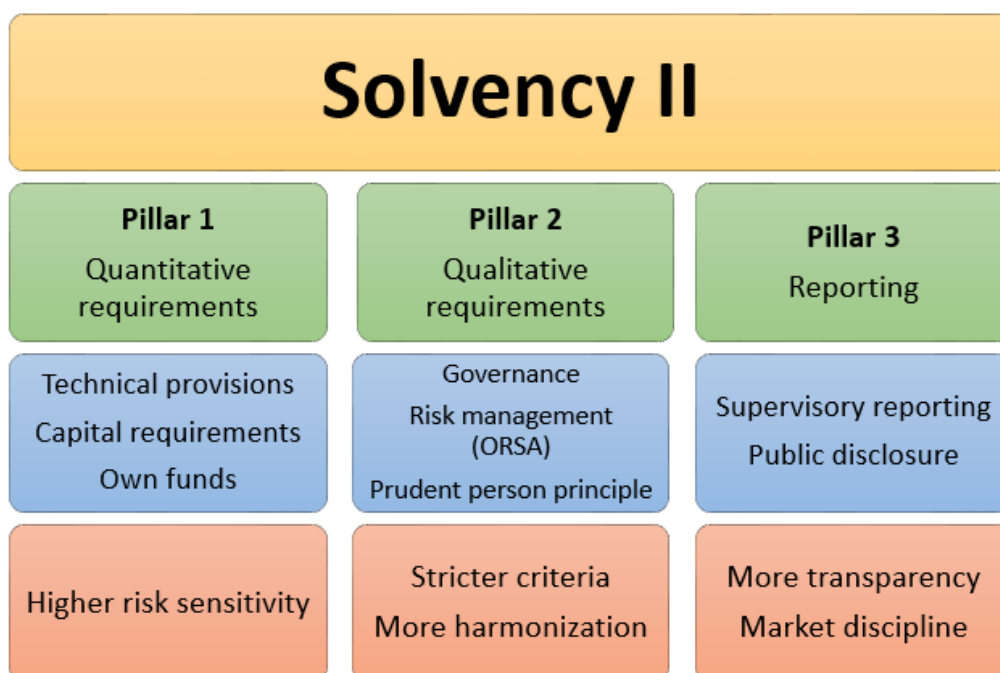 Solvency II
Pillar 1
Quantitative
requirements
Pillar 2
Qualitative
requirements
Pillar 3
Reporting
Technical provisions
Capital requirements
Own funds
Governance
Risk management
(ORSA)
Prudent person principle
Supervisory reporting
Public disclosure
Higher risk sensitivity
Stricter criteria
More harmonization
More transparency
Market discipline